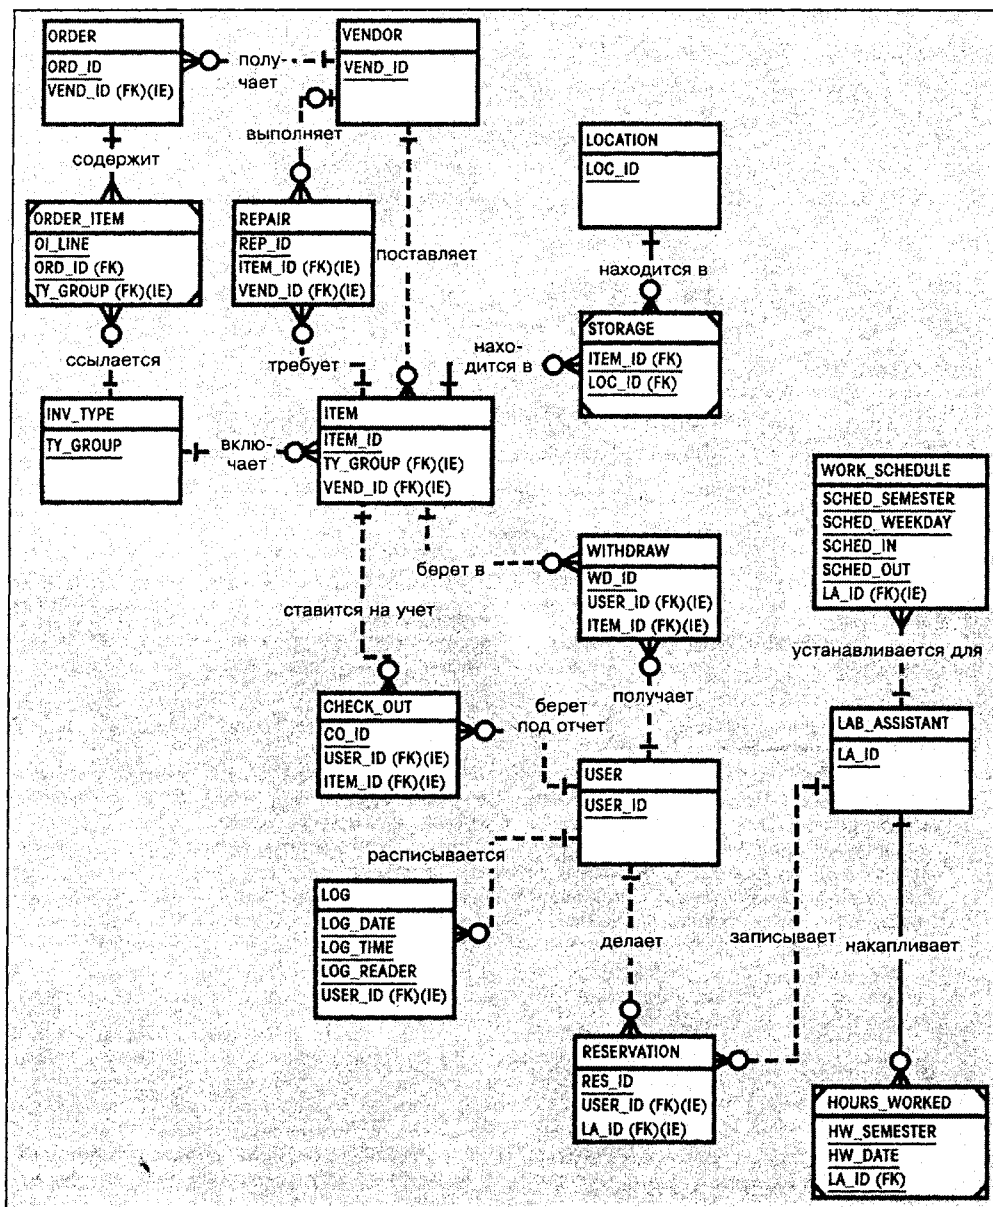 ORDER
ORD_ID
VEND_ID (FK)(IE)
полу-
чает
VENDOR
VEND_ID
выполняет
содержит
LOCATION
LOC_ID
ORDER_ITEM
OI_LINE
ORD_ID (FK)
TY_GROUP (FK)(IE)
REPAIR
REP_ID
ITEM_ID (FK)(IE)
VEND_ID (FK)(IE)
поставляет
находится в
STORAGE
ITEM_ID (FK)
LOC_ID (FK)
ссылается
требует
нахо-
дится в
INV_TYPE
TY_GROUP
вклю-
чает
ITEM
ITEM_ID
TY_GROUP (FK)(IE)
VEND_ID (FK)(IE)
WORK_SCHEDULE
SCHED_SEMESTER
SCHED_WEEKDAY
SCHED_IN
SCHED_OUT
LA_ID (FK)(IE)
берет в
WITHDRAW
WD_ID
USER_ID (FK)(IE)
ITEM_ID (FK)(IE)
ставится на учет
устанавливается для
CHECK_OUT
CO_ID
USER_ID (FK)(IE)
ITEM_ID (FK)(IE)
берет
под отчет
получает
LAB_ASSISTANT
LA_ID
USER
USER_ID
расписывается
LOG
LOG_DATE
LOG_TIME
LOG_READER
USER_ID (FK)(IE)
делает
записывает
накапливает
RESERVATION
RES_ID
USER_ID (FK)(IE)
LA_ID (FK)(IE)
HOURS_WORKED
HW_SEMESTER
HW_DATE
LA_ID (FK)